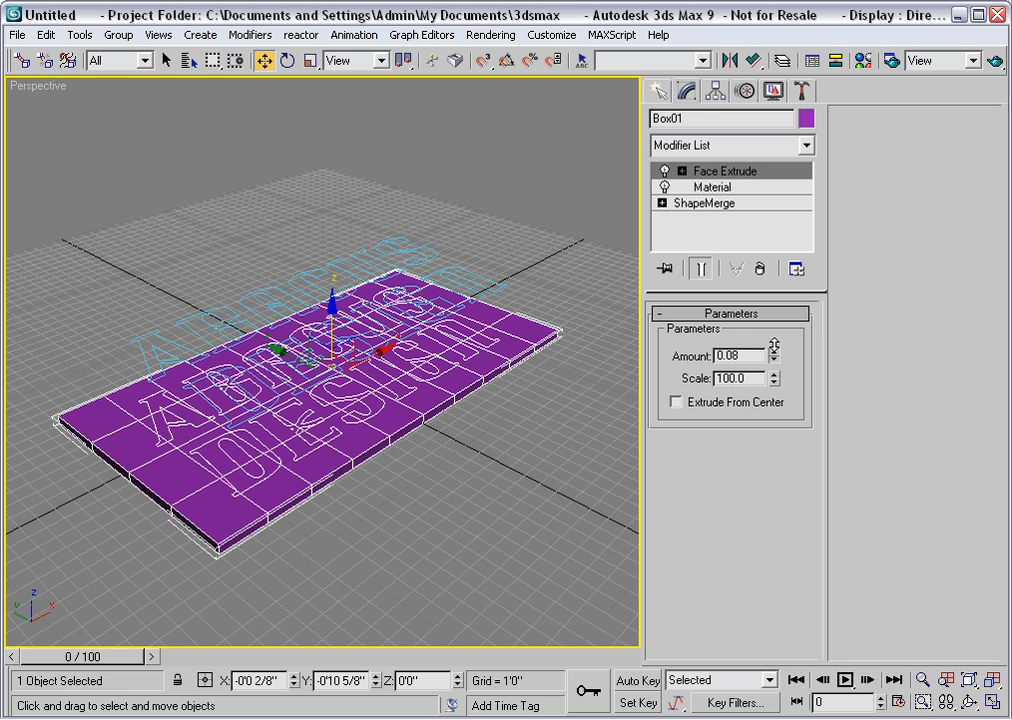 Untitled - Project Folder: C:\Documents and Settings\Admin\My Documents\3dsmax - Autodesk 3ds Max 9 - Not for Resale - Display : Dire...
File Edit Tools Group Views Create Modifiers reactor Animation Graph Editors Rendering Customize MAXScript Help
All View View
Perspective
Box01
Modifier List
Face Extrude
Material
ShapeMerge
Parameters
Parameters
Amount: 0.08
Scale: 100.0
Extrude From Center
DESIGN
z
z
y x
0 / 100
1 Object Selected X: -0'0 2/8" Y: -0'10 5/8" Z: 0'0" Grid = 1'0" Auto Key Selected
Click and drag to select and move objects Add Time Tag Set Key Key Filters... 0